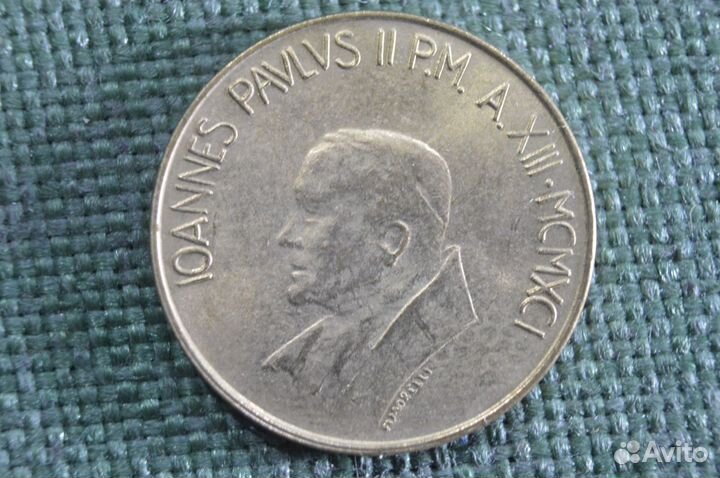 IOANNES PAVLVS II P.M. A. XIII · MCMXCI
Avito